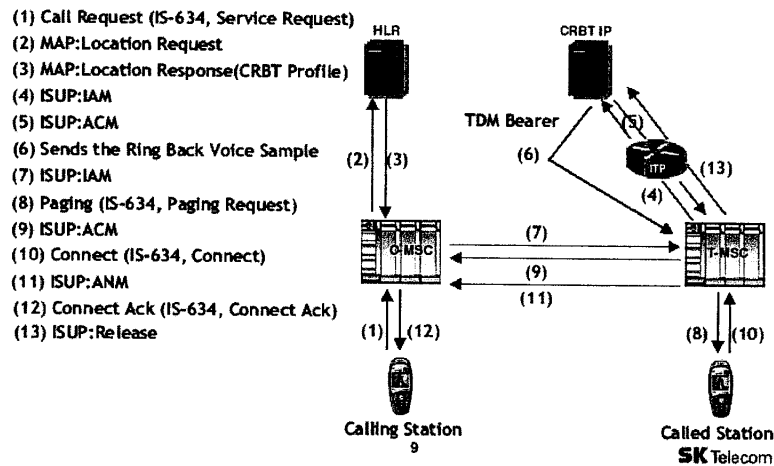 (1) Call Request (IS-634, Service Request)
(2) MAP:Location Request
(3) MAP:Location Response(CRBT Profile)
(4) ISUP:IAM
(5) ISUP:ACM
(6) Sends the Ring Back Voice Sample
(7) ISUP:IAM
(8) Paging (IS-634, Paging Request)
(9) ISUP:ACM
(10) Connect (IS-634, Connect)
(11) ISUP:ANM
(12) Connect Ack (IS-634, Connect Ack)
(13) ISUP:Release
HLR
CRBT IP
TDM Bearer
(5)
(2)
(3)
(6)
ITP
(13)
(4)
O-MSC
(7)
T-MSC
(9)
(11)
(1)
(12)
(8)
(10)
Calling Station
9
Called Station
SK Telecom